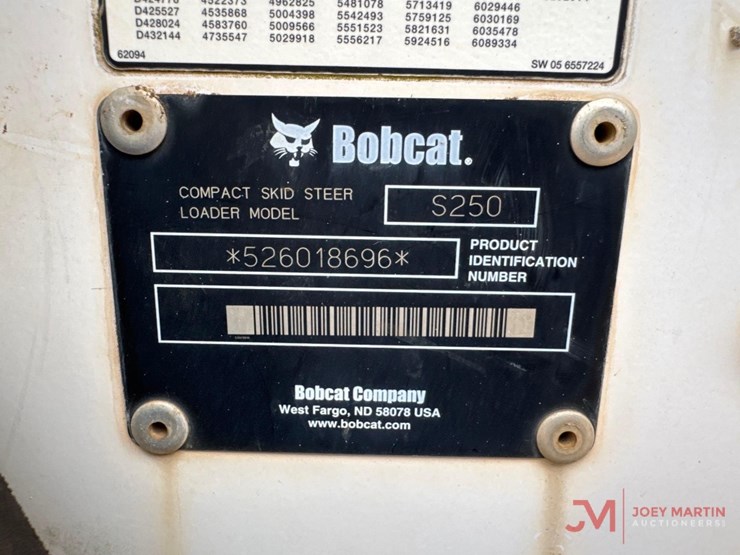 D425527 4535868 5004398 5542493 5759125 6030169
D428024 4583760 5009566 5551523 5821631 6035478
D432144 4735547 5029918 5556217 5924516 6089334
62094 SW 05 6557224
Bobcat®
COMPACT SKID STEER
LOADER MODEL
S250
*526018696*
PRODUCT
IDENTIFICATION
NUMBER
Bobcat Company
West Fargo, ND 58078 USA
www.bobcat.com
JM JOEY MARTIN
AUCTIONEERS!